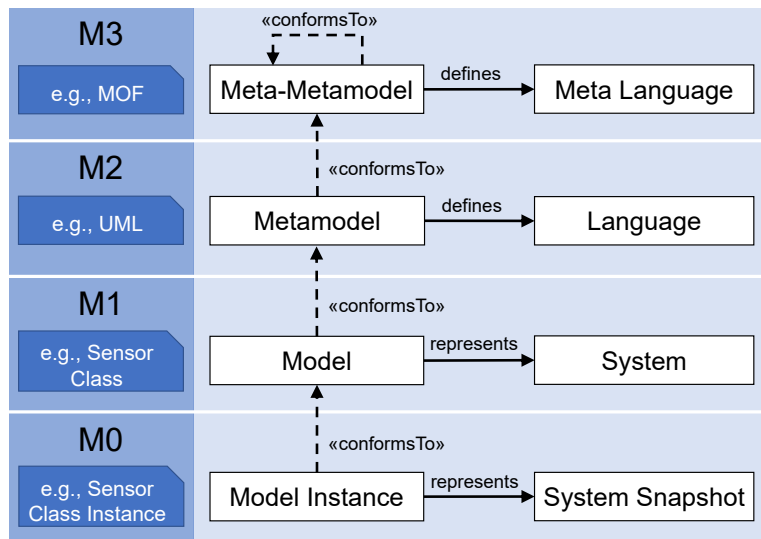 M3
e.g., MOF
«conformsTo»
Meta-Metamodel
defines
Meta Language
«conformsTo»
M2
e.g., UML
Metamodel
defines
Language
«conformsTo»
M1
e.g., Sensor
Class
Model
represents
System
«conformsTo»
M0
e.g., Sensor
Class Instance
Model Instance
represents
System Snapshot